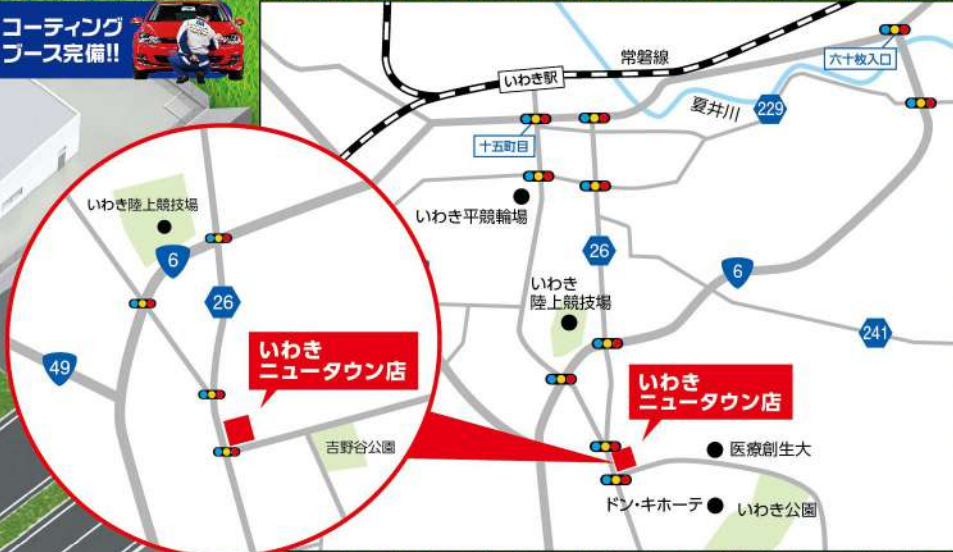 コーティング
ブース完備!!
常磐線
いわき駅
六十枚入口
夏井川
229
十五町目
いわき平競輪場
26
6
いわき
陸上競技場
241
いわき
ニュータウン店
医療創生大
ドン・キホーテ
いわき公園
いわき陸上競技場
6
26
49
いわき
ニュータウン店
吉野谷公園